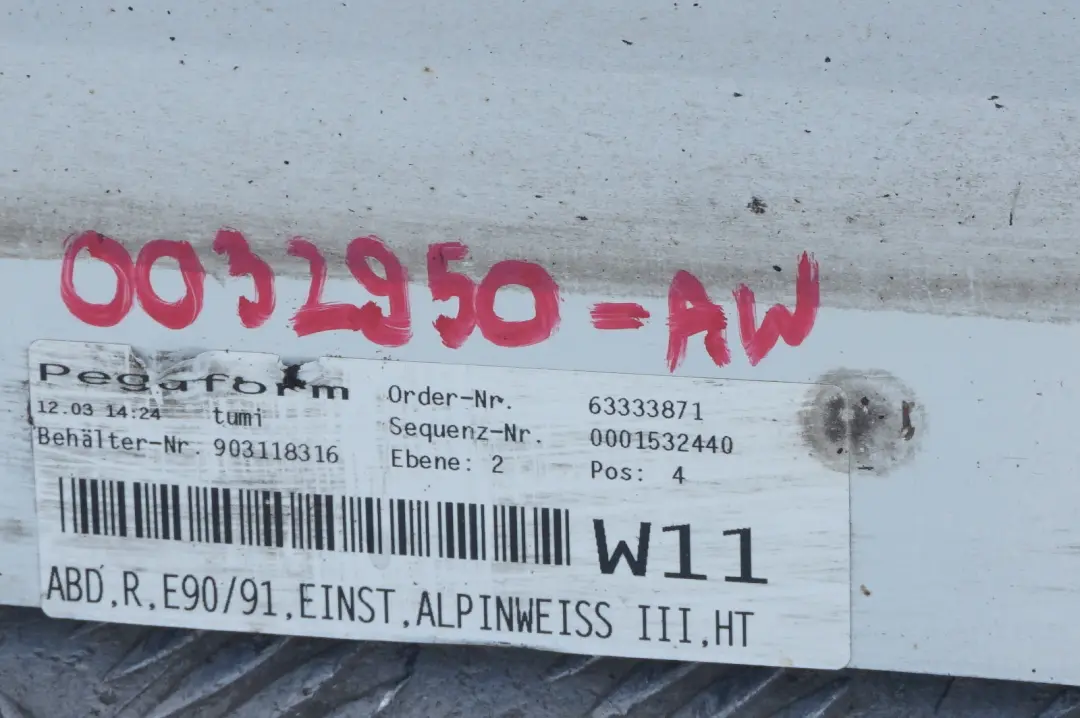 0032950-AW
Pegaform
12.03 14:24 tumi
Behälter-Nr. 903118316
Order-Nr. 63333871
Sequenz-Nr. 0001532440
Ebene: 2 Pos: 4
W11
ABD,R,E90/91,EINST,ALPINWEISS III,HT